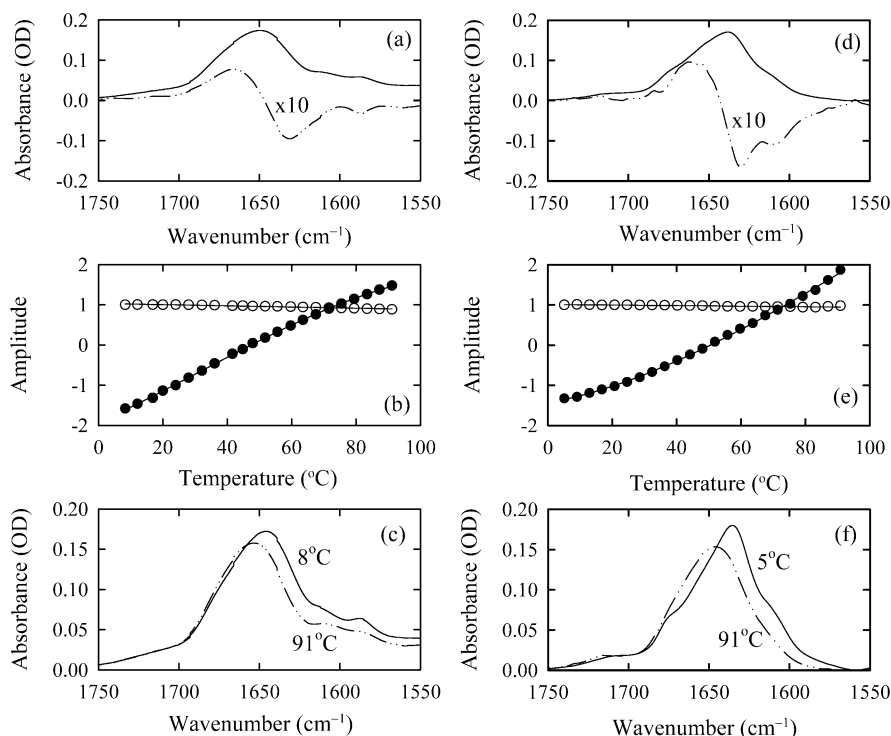 0.2
0.1
0.0
-0.1
-0.2
Absorbance (OD)
(a)
x10
1750 1700 1650 1600 1550
Wavenumber (cm⁻¹)
0.2
0.1
0.0
-0.1
-0.2
Absorbance (OD)
(d)
x10
1750 1700 1650 1600 1550
Wavenumber (cm⁻¹)
2
1
0
-1
-2
Amplitude
(b)
0 20 40 60 80 100
Temperature (°C)
2
1
0
-1
-2
Amplitude
(e)
0 20 40 60 80 100
Temperature (°C)
0.20
0.15
0.10
0.05
0.00
Absorbance (OD)
(c)
8°C
91°C
1750 1700 1650 1600 1550
Wavenumber (cm⁻¹)
0.20
0.15
0.10
0.05
0.00
Absorbance (OD)
(f)
5°C
91°C
1750 1700 1650 1600 1550
Wavenumber (cm⁻¹)